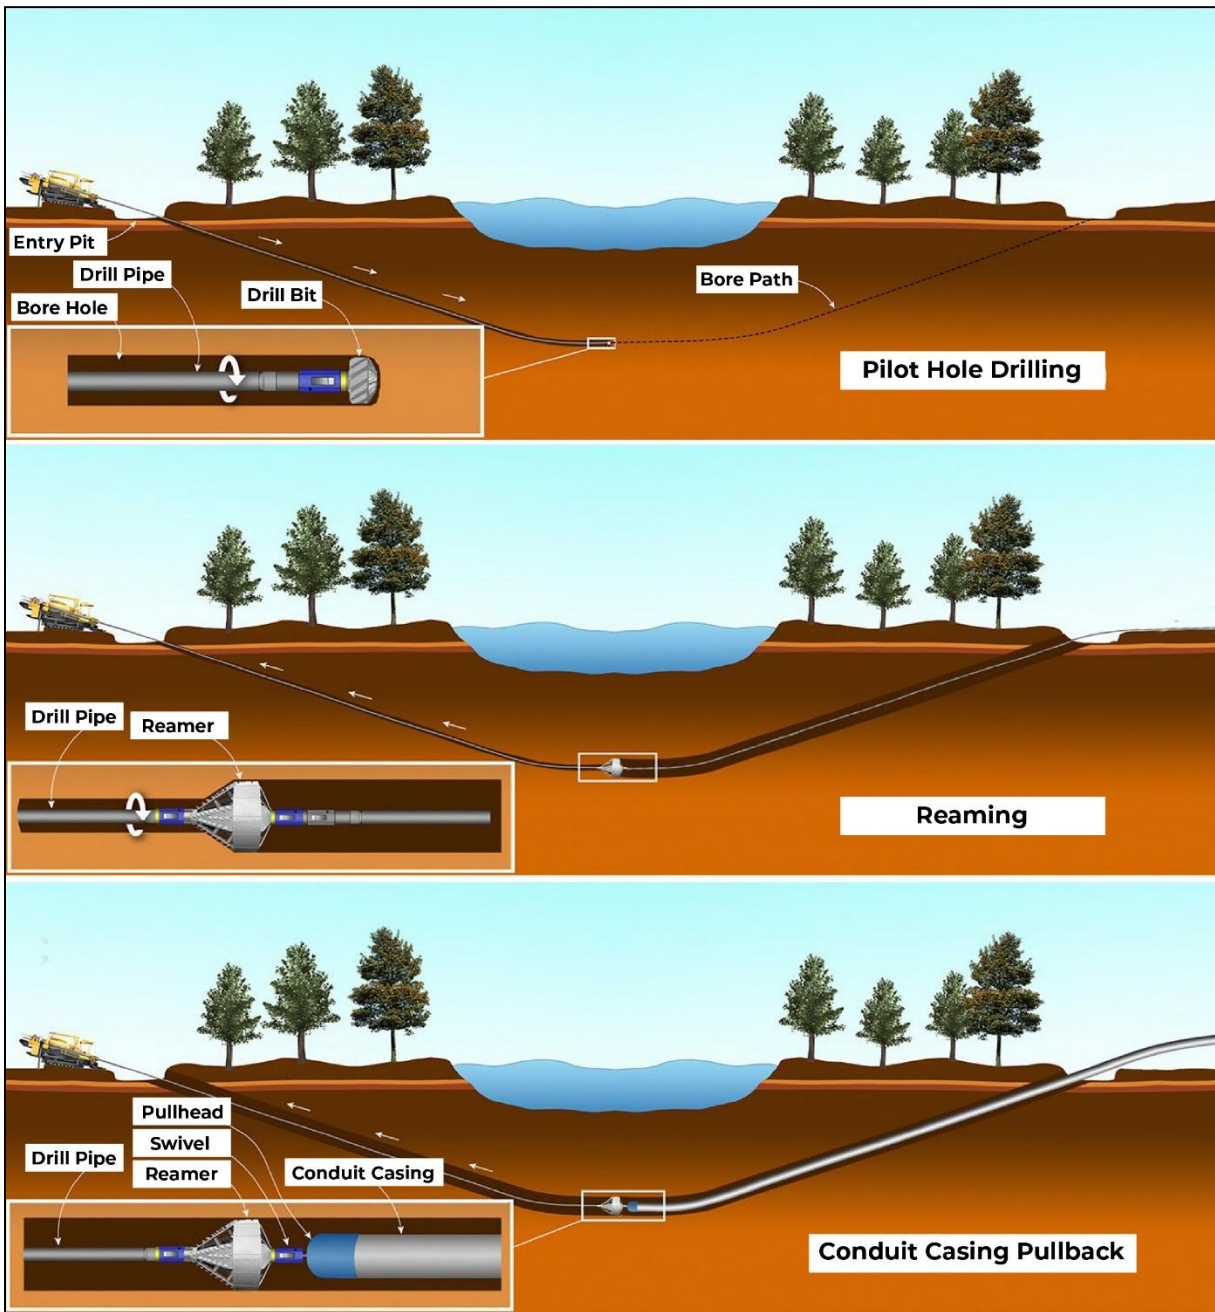 Entry Pit
Drill Pipe
Bore Hole
Drill Bit
Bore Path
Pilot Hole Drilling
Drill Pipe
Reamer
Reaming
Pullhead
Swivel
Drill Pipe
Reamer
Conduit Casing
Conduit Casing Pullback